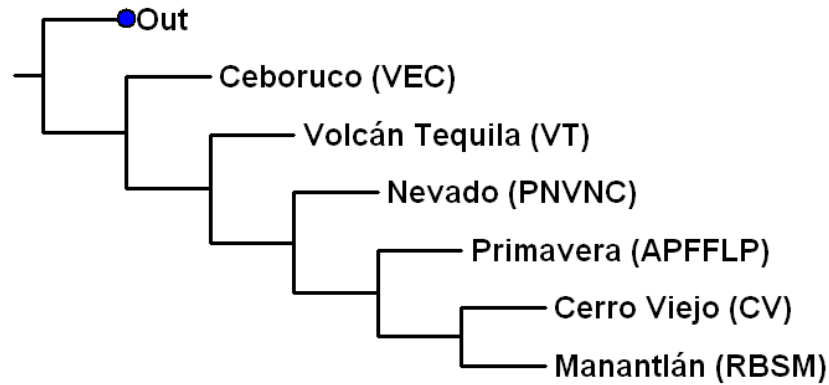 Out
Ceboruco (VEC)
Volcán Tequila (VT)
Nevado (PNVNC)
Primavera (APFFLP)
Cerro Viejo (CV)
Manantlán (RBSM)